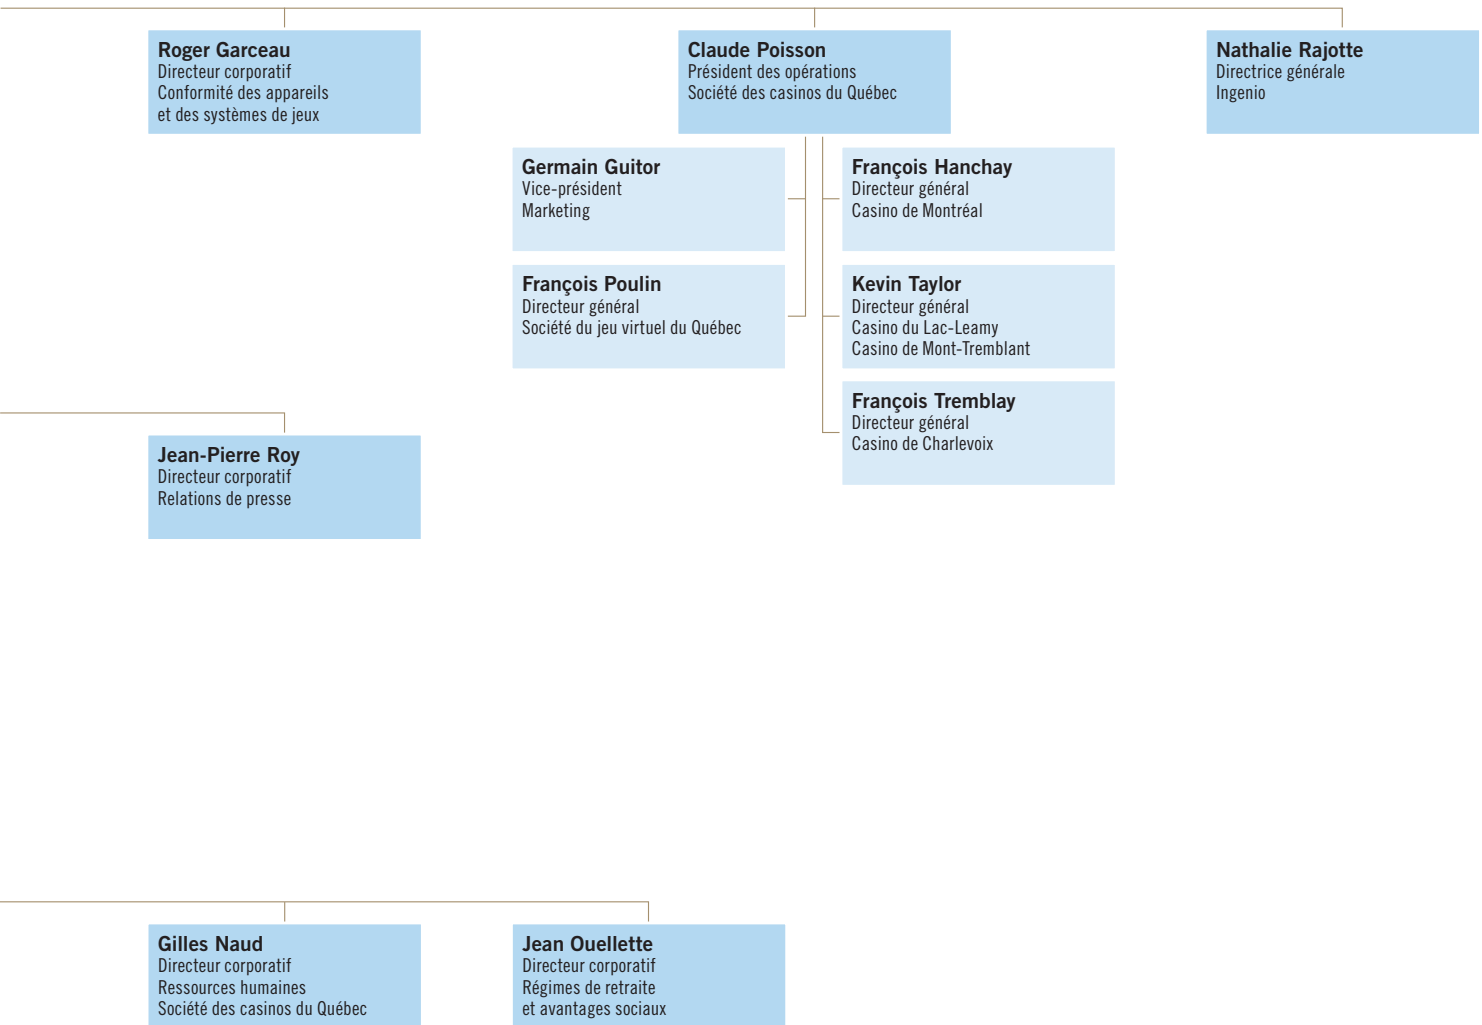 Roger Garceau
Directeur corporatif
Conformité des appareils
et des systèmes de jeux
Claude Poisson
Président des opérations
Société des casinos du Québec
Nathalie Rajotte
Directrice générale
Ingenio
Germain Guitor
Vice-président
Marketing
François Hanchay
Directeur général
Casino de Montréal
François Poulin
Directeur général
Société du jeu virtuel du Québec
Kevin Taylor
Directeur général
Casino du Lac-Leamy
Casino de Mont-Tremblant
François Tremblay
Directeur général
Casino de Charlevoix
Jean-Pierre Roy
Directeur corporatif
Relations de presse
Gilles Naud
Directeur corporatif
Ressources humaines
Société des casinos du Québec
Jean Ouellette
Directeur corporatif
Régimes de retraite
et avantages sociaux